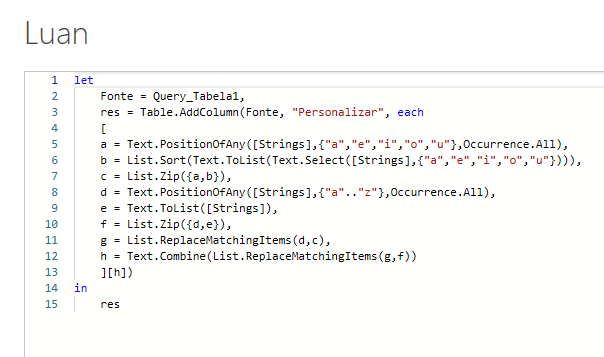 Luan
1 let
2 Fonte = Query_Tabela1,
3 res = Table.AddColumn(Fonte, "Personalizar", each
4 [
5 a = Text.PositionOfAny([Strings],{"a","e","i","o","u"},Occurrence.All),
6 b = List.Sort(Text.ToList(Text.Select([Strings],{"a","e","i","o","u"}))),
7 c = List.Zip({a,b}),
8 d = Text.PositionOfAny([Strings],{"a".."z"},Occurrence.All),
9 e = Text.ToList([Strings]),
10 f = List.Zip({d,e}),
11 g = List.ReplaceMatchingItems(d,c),
12 h = Text.Combine(List.ReplaceMatchingItems(g,f))
13 ][h])
14 in
15 res